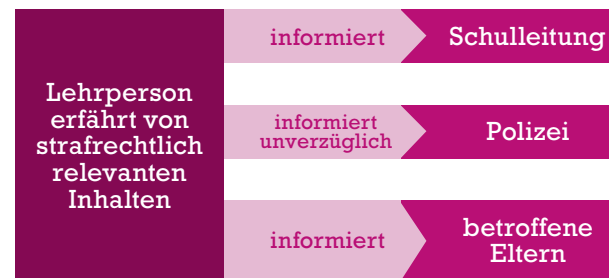 Lehrperson
erfährt von
strafrechtlich
relevanten
Inhalten
informiert
Schulleitung
informiert
unverzüglich
Polizei
informiert
betroffene
Eltern